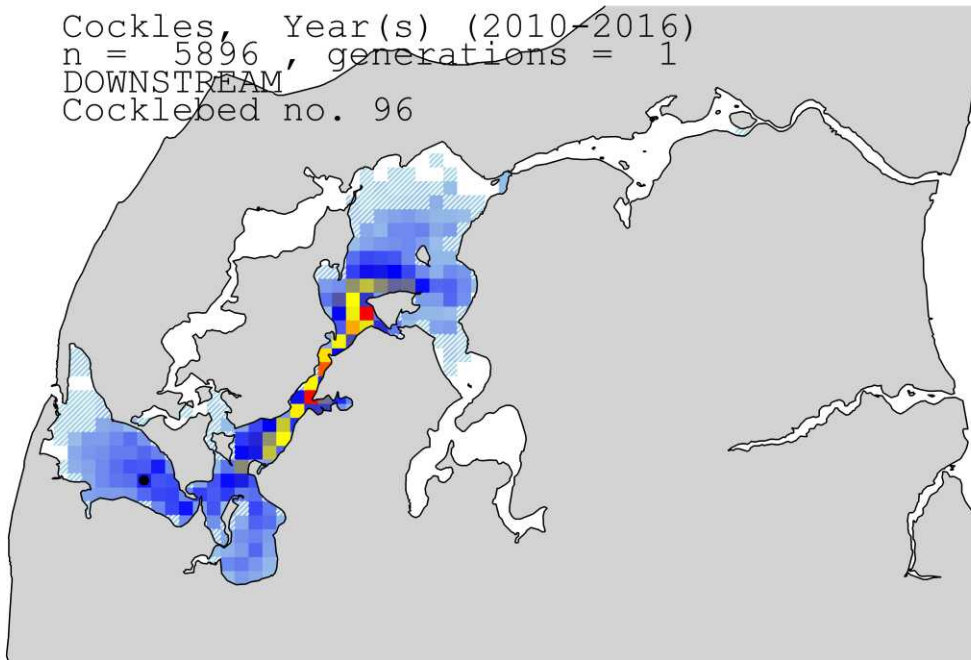 Cockles, Year(s) (2010-2016)
n = 5896 , generations = 1
DOWNSTREAM
Cocklebed no. 96